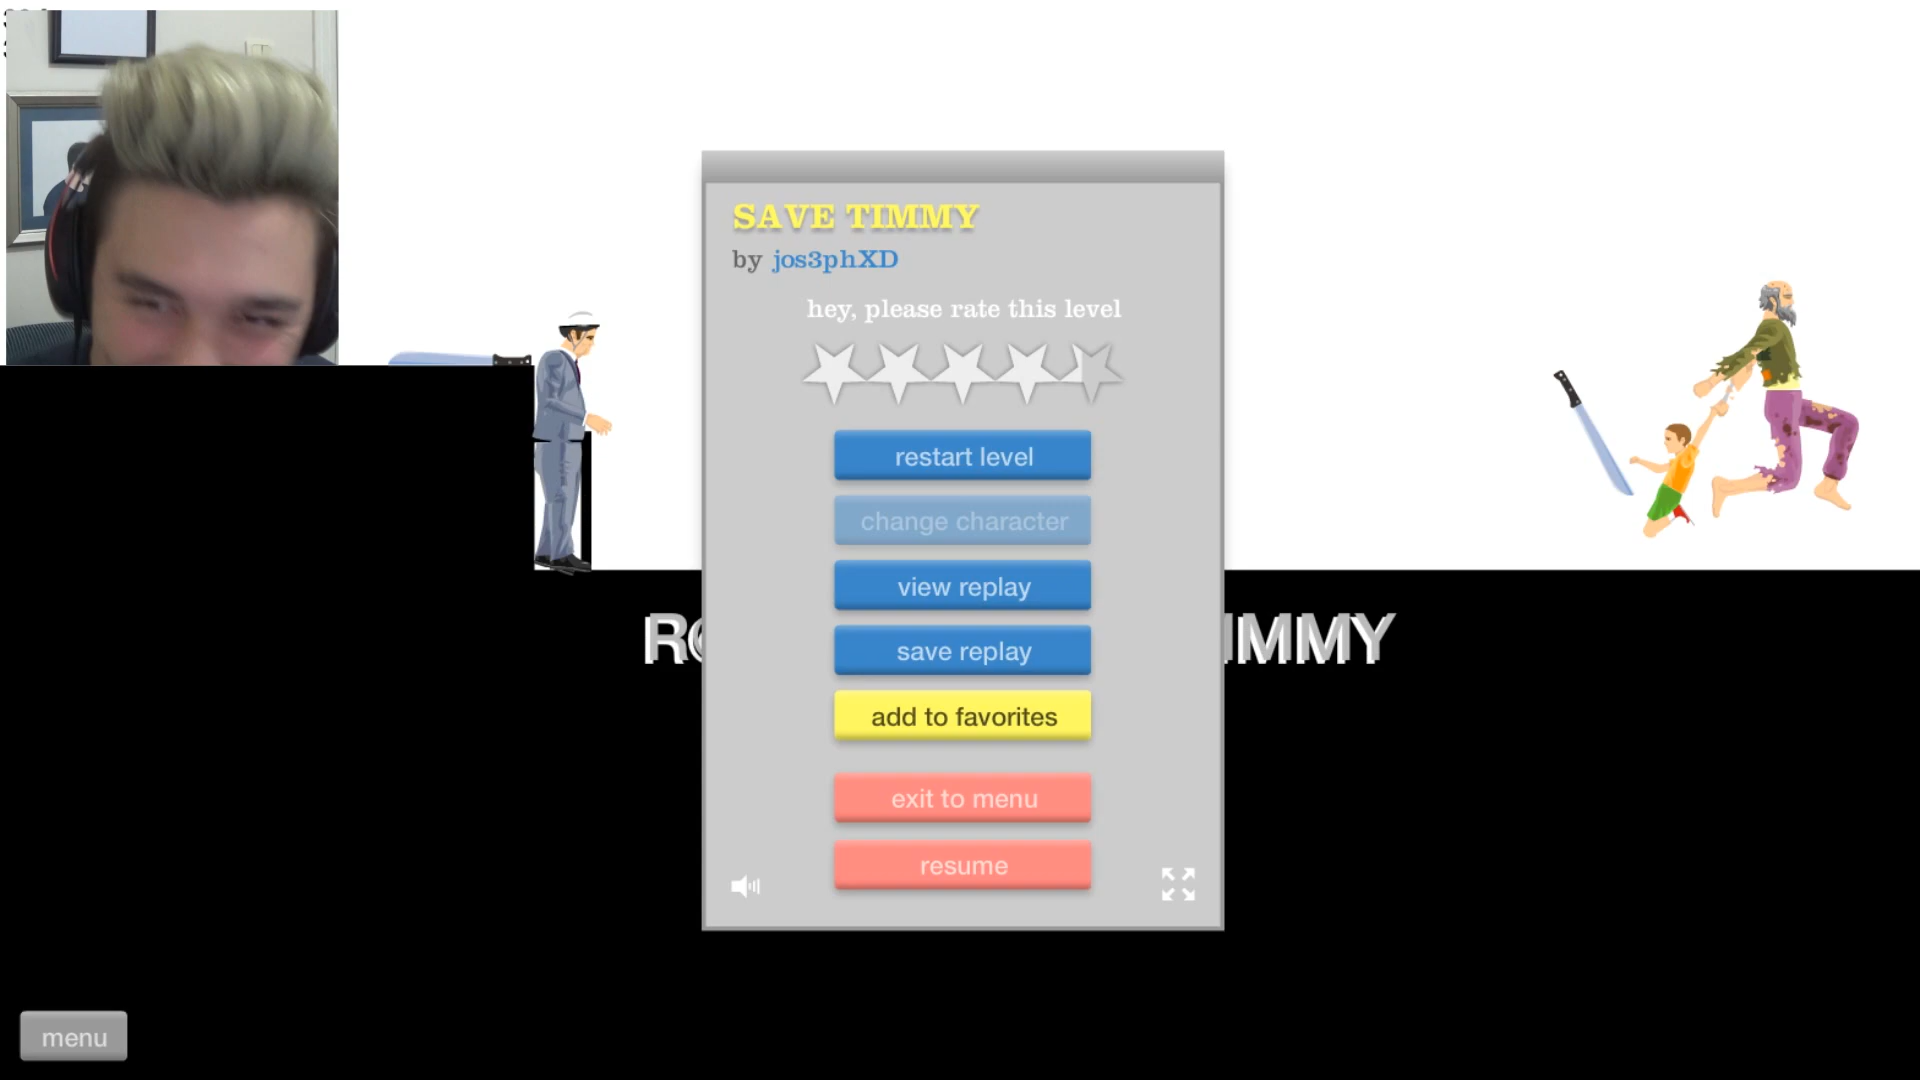 SAVE TIMMY
by jos3phXD
hey, please rate this level
restart level
change character
view replay
save replay
add to favorites
exit to menu
resume
menu